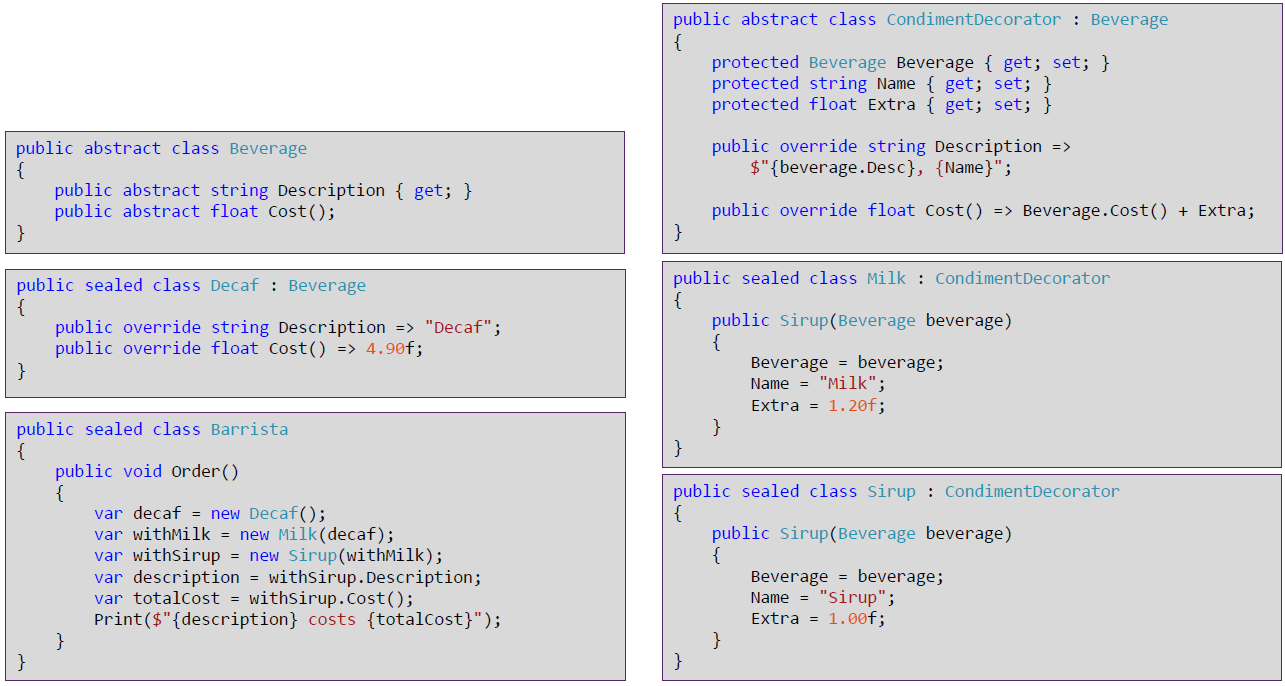 public abstract class Beverage
{
    public abstract string Description { get; }
    public abstract float Cost();
}
public sealed class Decaf : Beverage
{
    public override string Description => "Decaf";
    public override float Cost() => 4.90f;
}
public sealed class Barrista
{
    public void Order()
    {
        var decaf = new Decaf();
        var withMilk = new Milk(decaf);
        var withSirup = new Sirup(withMilk);
        var description = withSirup.Description;
        var totalCost = withSirup.Cost();
        Print($"{description} costs {totalCost}");
    }
}
public abstract class CondimentDecorator : Beverage
{
    protected Beverage Beverage { get; set; }
    protected string Name { get; set; }
    protected float Extra { get; set; }

    public override string Description =>
        $"{beverage.Desc}, {Name}";

    public override float Cost() => Beverage.Cost() + Extra;
}
public sealed class Milk : CondimentDecorator
{
    public Sirup(Beverage beverage)
    {
        Beverage = beverage;
        Name = "Milk";
        Extra = 1.20f;
    }
}
public sealed class Sirup : CondimentDecorator
{
    public Sirup(Beverage beverage)
    {
        Beverage = beverage;
        Name = "Sirup";
        Extra = 1.00f;
    }
}